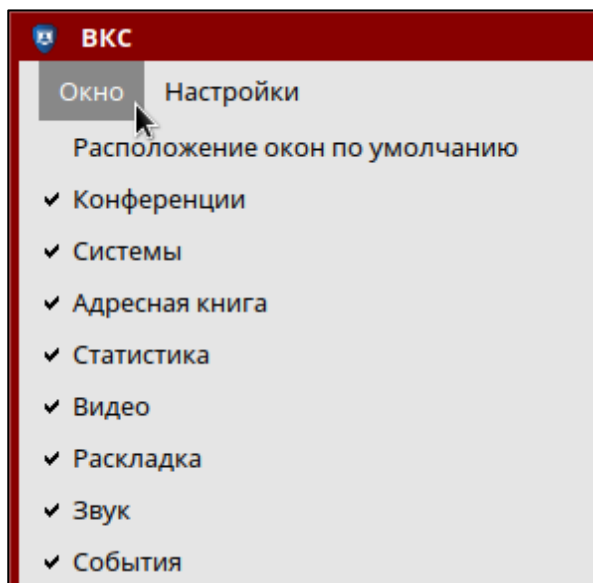 ВКС
Окно Настройки
Расположение окон по умолчанию
Конференции
Системы
Адресная книга
Статистика
Видео
Раскладка
Звук
События